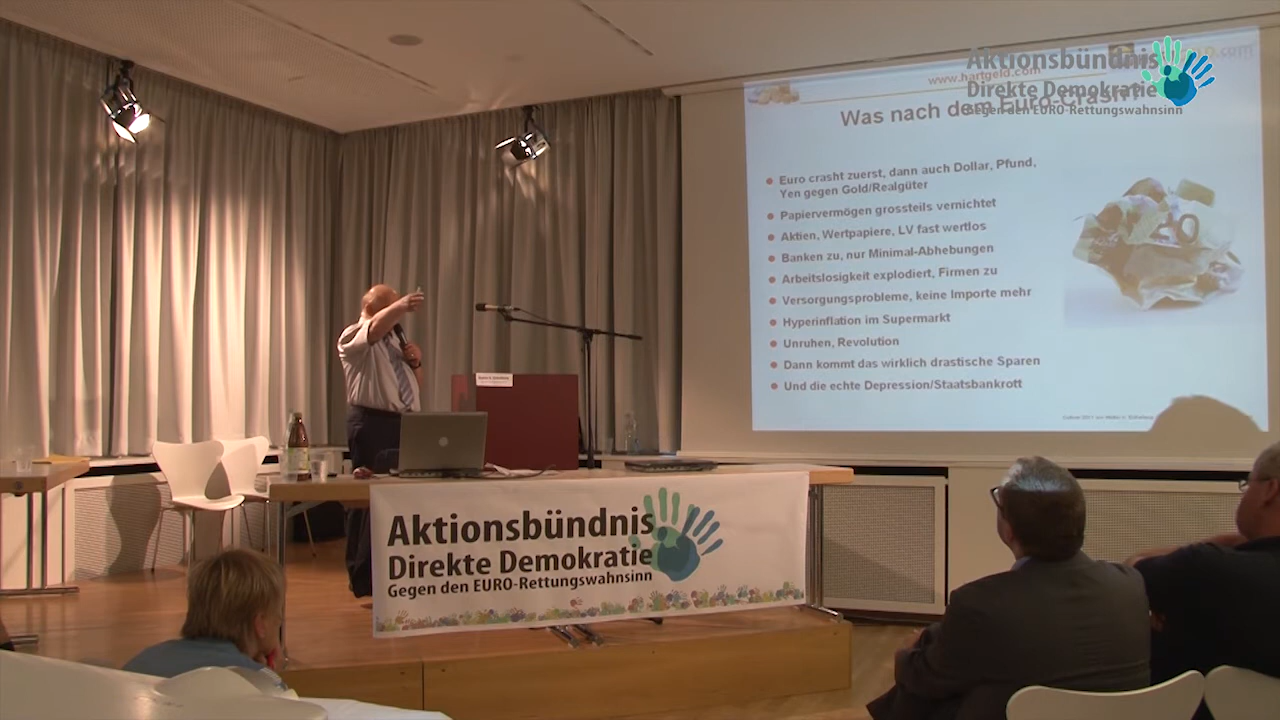 Aktionsbündnis
Direkte Demokratie
Gegen den EURO-Rettungswahnsinn
www.hartgeld.com
.com
Was nach dem Euro-Crash?
Euro crasht zuerst, dann auch Dollar, Pfund,
Yen gegen Gold/Realgüter
Papiervermögen grossteils vernichtet
Aktien, Wertpapiere, LV fast wertlos
Banken zu, nur Minimal-Abhebungen
Arbeitslosigkeit explodiert, Firmen zu
Versorgungsprobleme, keine Importe mehr
Hyperinflation im Supermarkt
Unruhen, Revolution
Dann kommt das wirklich drastische Sparen
Und die echte Depression/Staatsbankrott
Aktionsbündnis
Direkte Demokratie
Gegen den EURO-Rettungswahnsinn